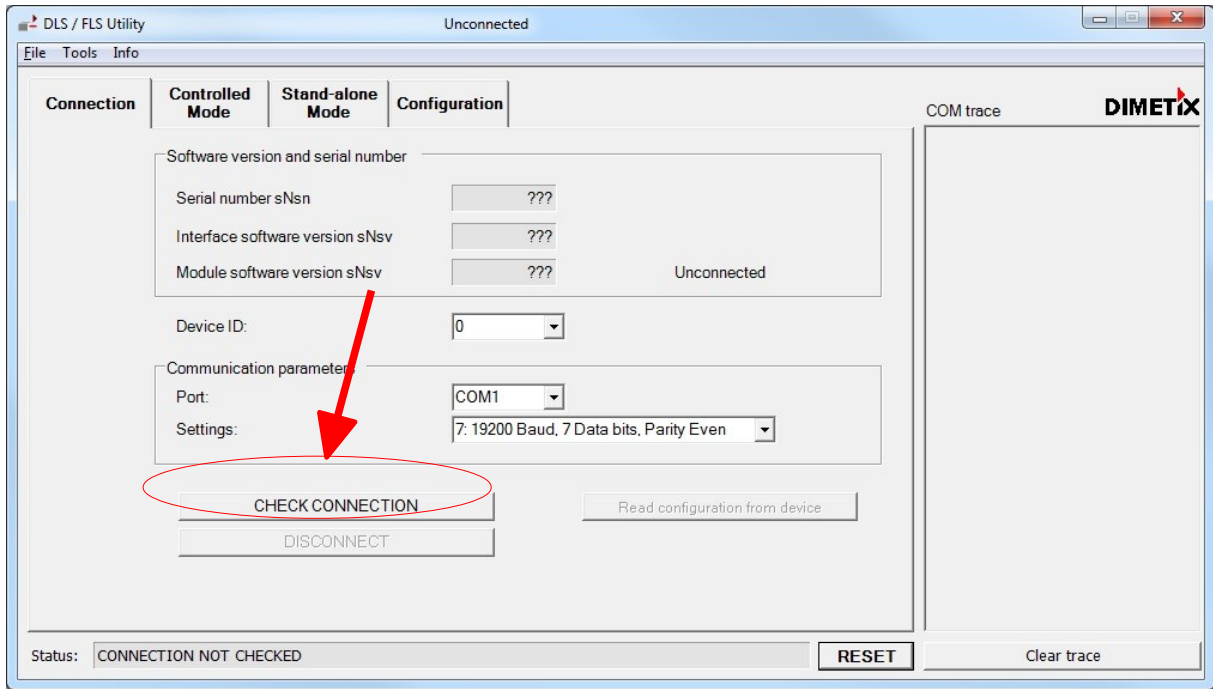 DLS / FLS Utility Unconnected
File Tools Info
Connection
Controlled
Mode
Stand-alone
Mode
Configuration
COM trace
DIMETIX
Software version and serial number
Serial number sNsn ???
Interface software version sNsv ???
Module software version sNsv ??? Unconnected
Device ID: 0
Communication parameters
Port: COM1
Settings: 7: 19200 Baud, 7 Data bits, Parity Even
CHECK CONNECTION
Read configuration from device
DISCONNECT
Status: CONNECTION NOT CHECKED RESET Clear trace